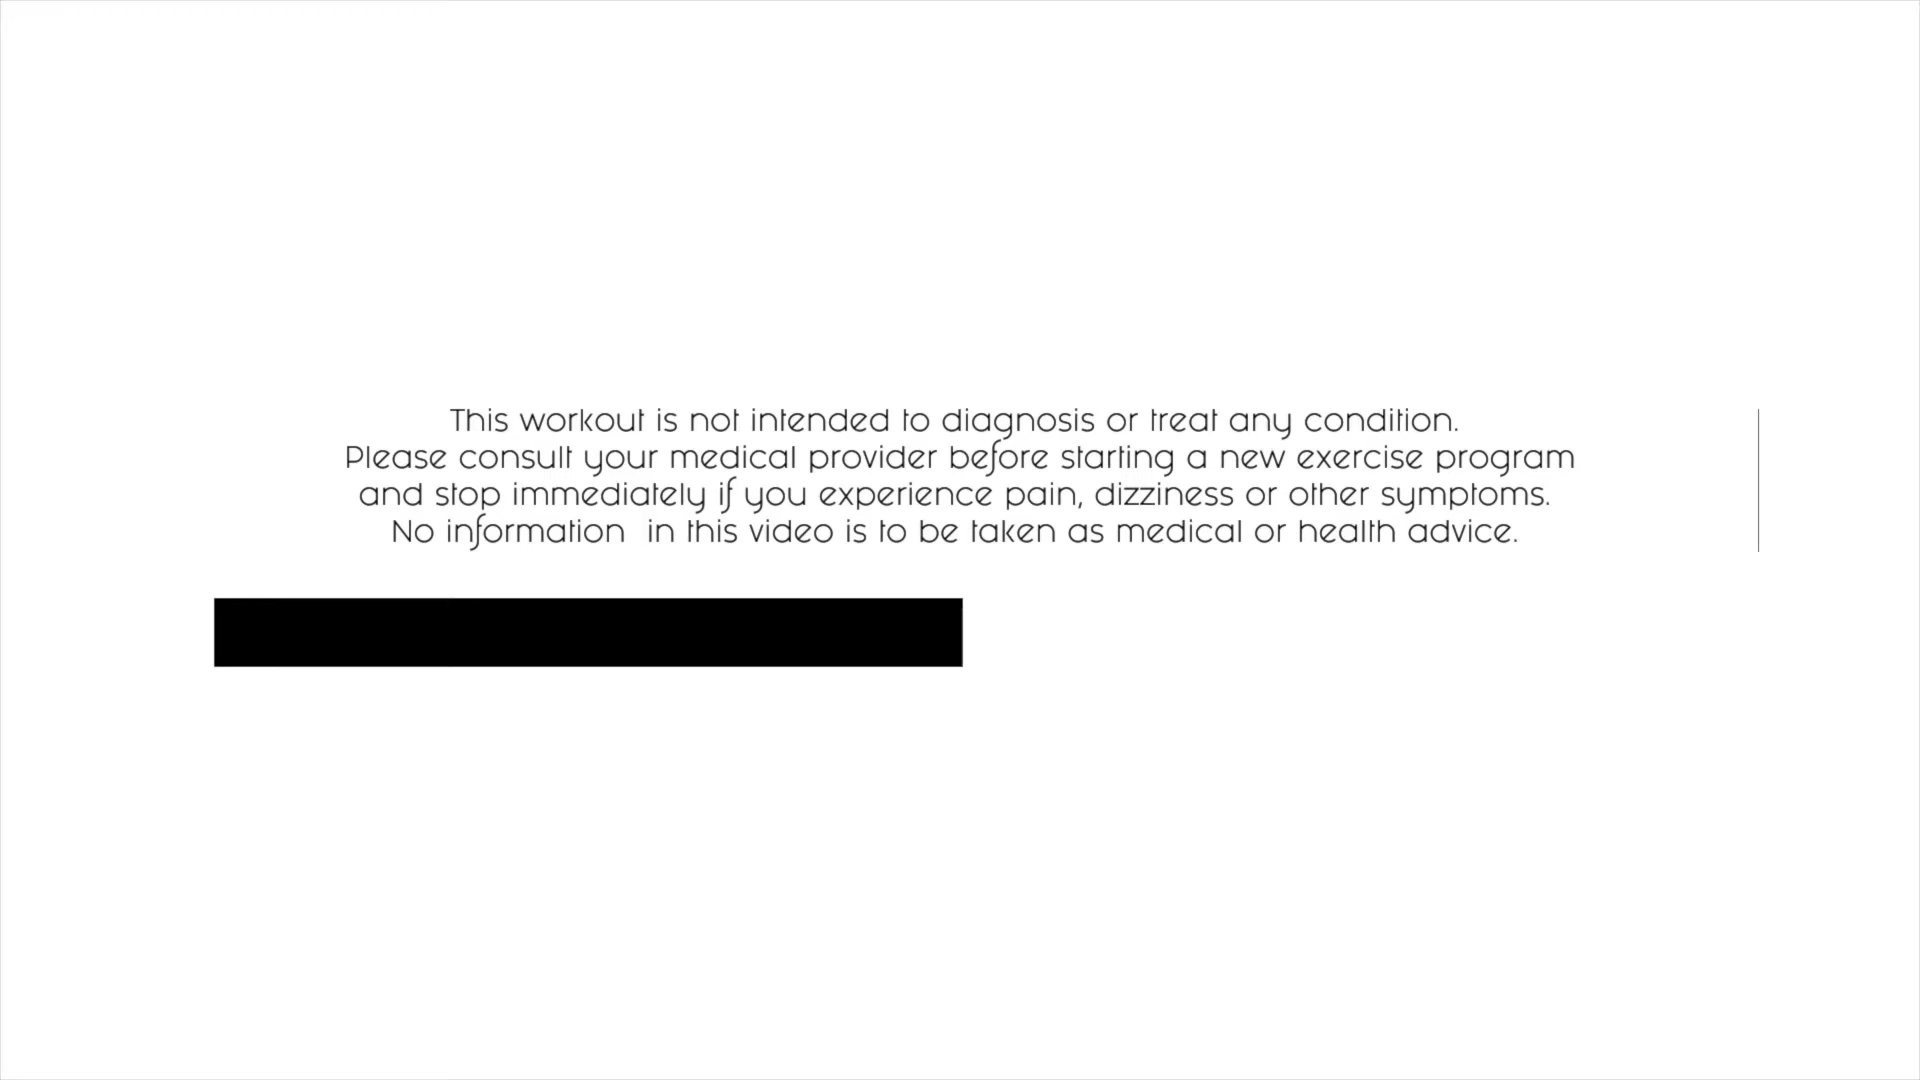 This workout is not intended to diagnosis or treat any condition.
Please consult your medical provider before starting a new exercise program
and stop immediately if you experience pain, dizziness or other symptoms.
No information  in this video is to be taken as medical or health advice.